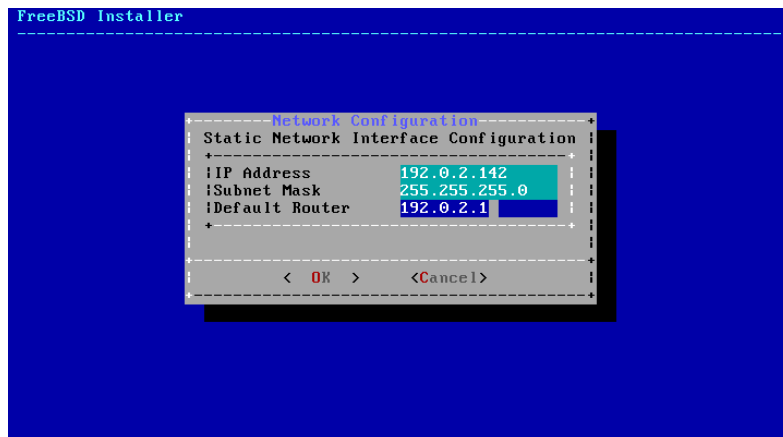 FreeBSD Installer
Network Configuration
Static Network Interface Configuration
IP Address 192.0.2.142
Subnet Mask 255.255.255.0
Default Router 192.0.2.1
< OK > <Cancel>